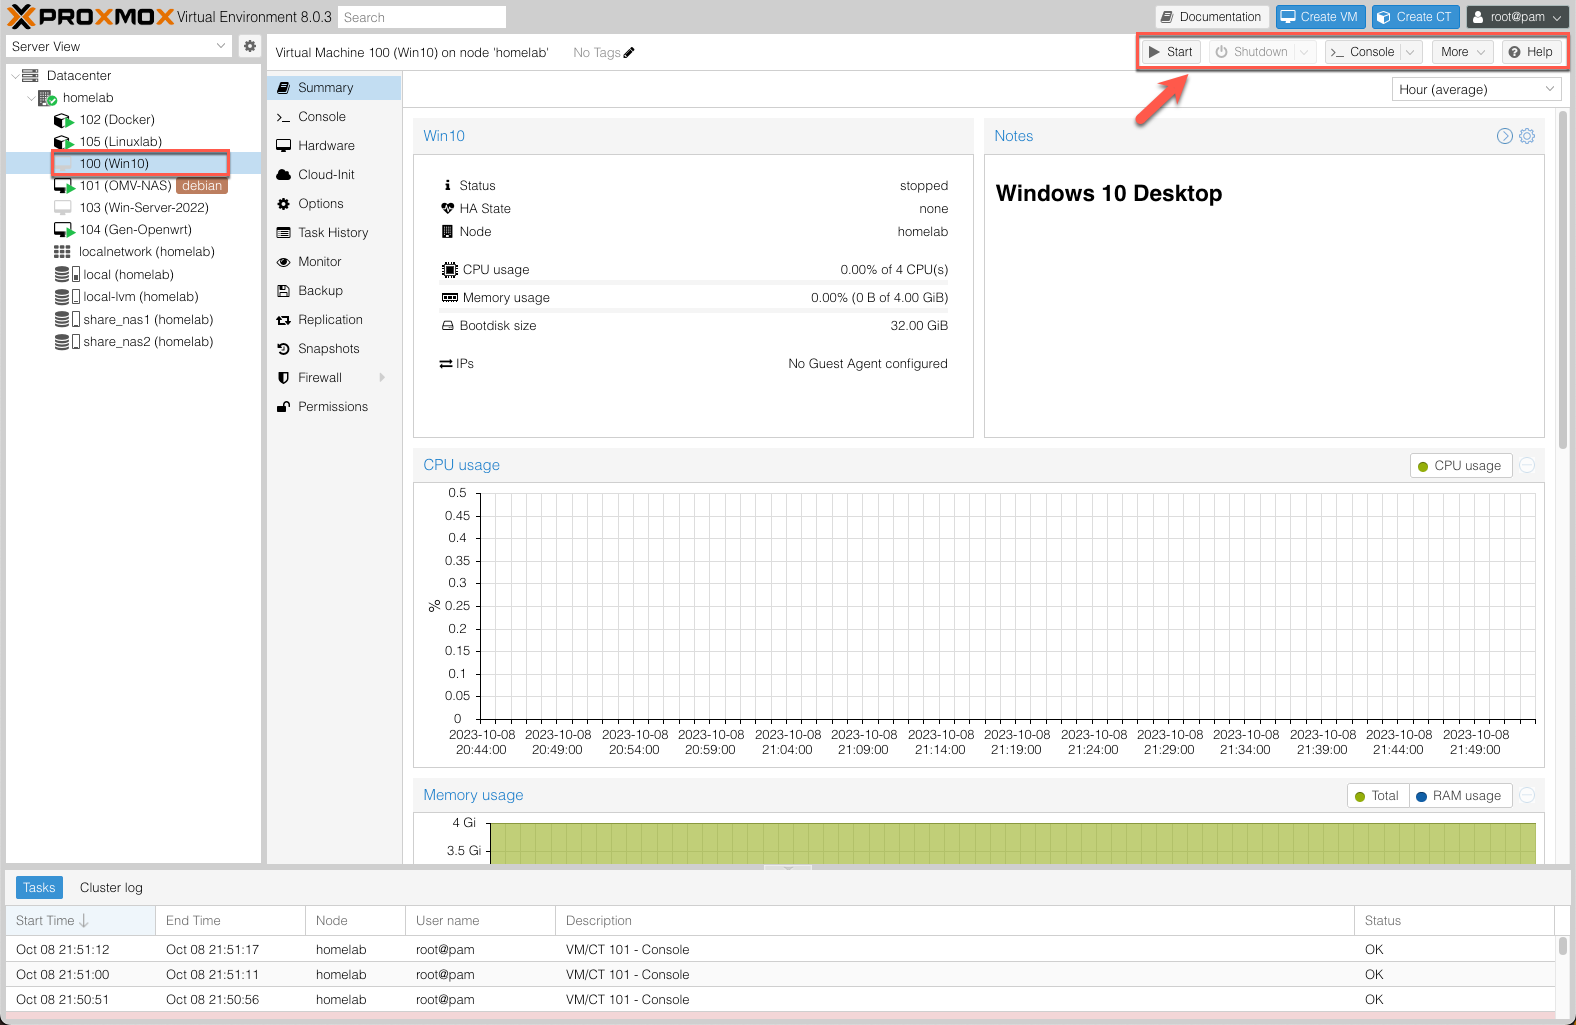 PROXMOX Virtual Environment 8.0.3
Search
Documentation
Create VM
Create CT
root@pam
Server View
Datacenter
homelab
102 (Docker)
105 (Linuxlab)
100 (Win10)
101 (OMV-NAS) debian
103 (Win-Server-2022)
104 (Gen-Openwrt)
localnetwork (homelab)
local (homelab)
local-lvm (homelab)
share_nas1 (homelab)
share_nas2 (homelab)
Virtual Machine 100 (Win10) on node 'homelab'
No Tags
Start
Shutdown
>_ Console
More
Help
Summary
>_ Console
Hardware
Cloud-Init
Options
Task History
Monitor
Backup
Replication
Snapshots
Firewall
Permissions
Hour (average)
Win10
Status stopped
HA State none
Node homelab
CPU usage 0.00% of 4 CPU(s)
Memory usage 0.00% (0 B of 4.00 GiB)
Bootdisk size 32.00 GiB
IPs No Guest Agent configured
Notes
Windows 10 Desktop
CPU usage
CPU usage
0.5
0.45
0.4
0.35
0.3
% 0.25
0.2
0.15
0.1
0.05
0
2023-10-08 2023-10-08 2023-10-08 2023-10-08 2023-10-08 2023-10-08 2023-10-08 2023-10-08 2023-10-08 2023-10-08 2023-10-08 2023-10-08 2023-10-08 2023-10-08
20:44:00 20:49:00 20:54:00 20:59:00 21:04:00 21:09:00 21:14:00 21:19:00 21:24:00 21:29:00 21:34:00 21:39:00 21:44:00 21:49:00
Memory usage
Total
RAM usage
4 Gi
3.5 Gi
Tasks
Cluster log
Start Time End Time Node User name Description Status
Oct 08 21:51:12 Oct 08 21:51:17 homelab root@pam VM/CT 101 - Console OK
Oct 08 21:51:00 Oct 08 21:51:11 homelab root@pam VM/CT 101 - Console OK
Oct 08 21:50:51 Oct 08 21:50:56 homelab root@pam VM/CT 101 - Console OK